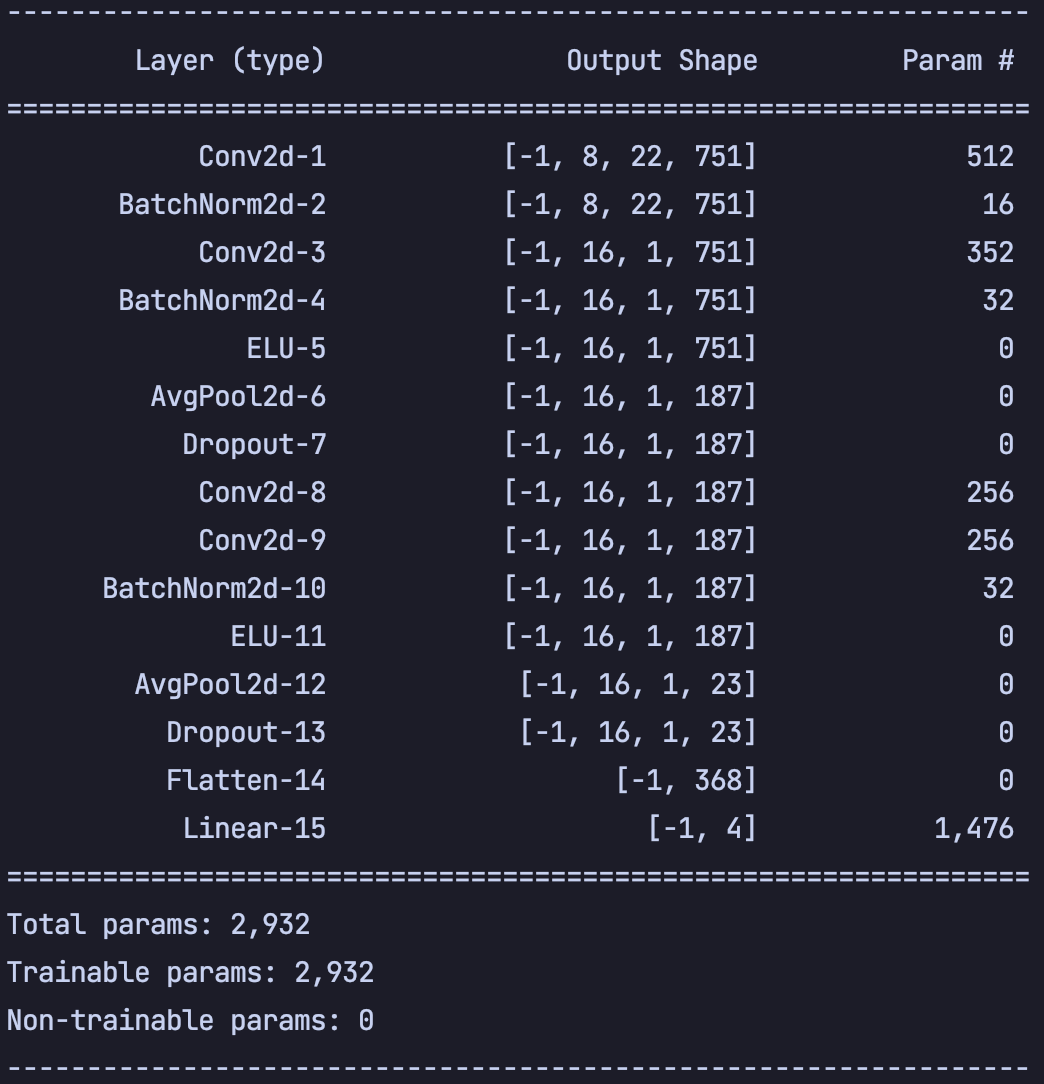 ----------------------------------------------------------------
        Layer (type)               Output Shape         Param #
================================================================
            Conv2d-1           [-1, 8, 22, 751]             512
       BatchNorm2d-2           [-1, 8, 22, 751]              16
            Conv2d-3           [-1, 16, 1, 751]             352
       BatchNorm2d-4           [-1, 16, 1, 751]              32
               ELU-5           [-1, 16, 1, 751]               0
         AvgPool2d-6           [-1, 16, 1, 187]               0
           Dropout-7           [-1, 16, 1, 187]               0
            Conv2d-8           [-1, 16, 1, 187]             256
            Conv2d-9           [-1, 16, 1, 187]             256
      BatchNorm2d-10           [-1, 16, 1, 187]              32
              ELU-11           [-1, 16, 1, 187]               0
        AvgPool2d-12            [-1, 16, 1, 23]               0
          Dropout-13            [-1, 16, 1, 23]               0
          Flatten-14                  [-1, 368]               0
           Linear-15                    [-1, 4]           1,476
================================================================
Total params: 2,932
Trainable params: 2,932
Non-trainable params: 0
----------------------------------------------------------------